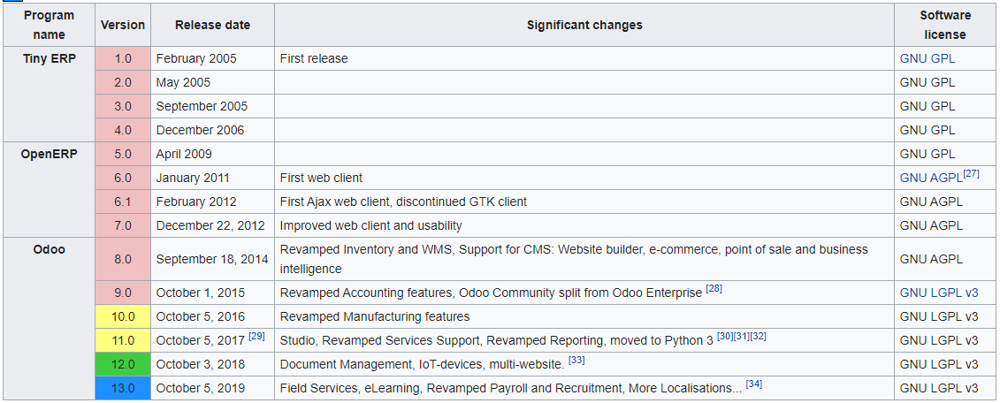 Program name Version Release date Significant changes Software license
Tiny ERP 1.0 February 2005 First release GNU GPL
2.0 May 2005 GNU GPL
3.0 September 2005 GNU GPL
4.0 December 2006 GNU GPL
OpenERP 5.0 April 2009 GNU GPL
6.0 January 2011 First web client GNU AGPL[27]
6.1 February 2012 First Ajax web client, discontinued GTK client GNU AGPL
7.0 December 22, 2012 Improved web client and usability GNU AGPL
Odoo 8.0 September 18, 2014 Revamped Inventory and WMS, Support for CMS: Website builder, e-commerce, point of sale and business intelligence GNU AGPL
9.0 October 1, 2015 Revamped Accounting features, Odoo Community split from Odoo Enterprise [28] GNU LGPL v3
10.0 October 5, 2016 Revamped Manufacturing features GNU LGPL v3
11.0 October 5, 2017 [29] Studio, Revamped Services Support, Revamped Reporting, moved to Python 3 [30][31][32] GNU LGPL v3
12.0 October 3, 2018 Document Management, IoT-devices, multi-website. [33] GNU LGPL v3
13.0 October 5, 2019 Field Services, eLearning, Revamped Payroll and Recruitment, More Localisations... [34] GNU LGPL v3